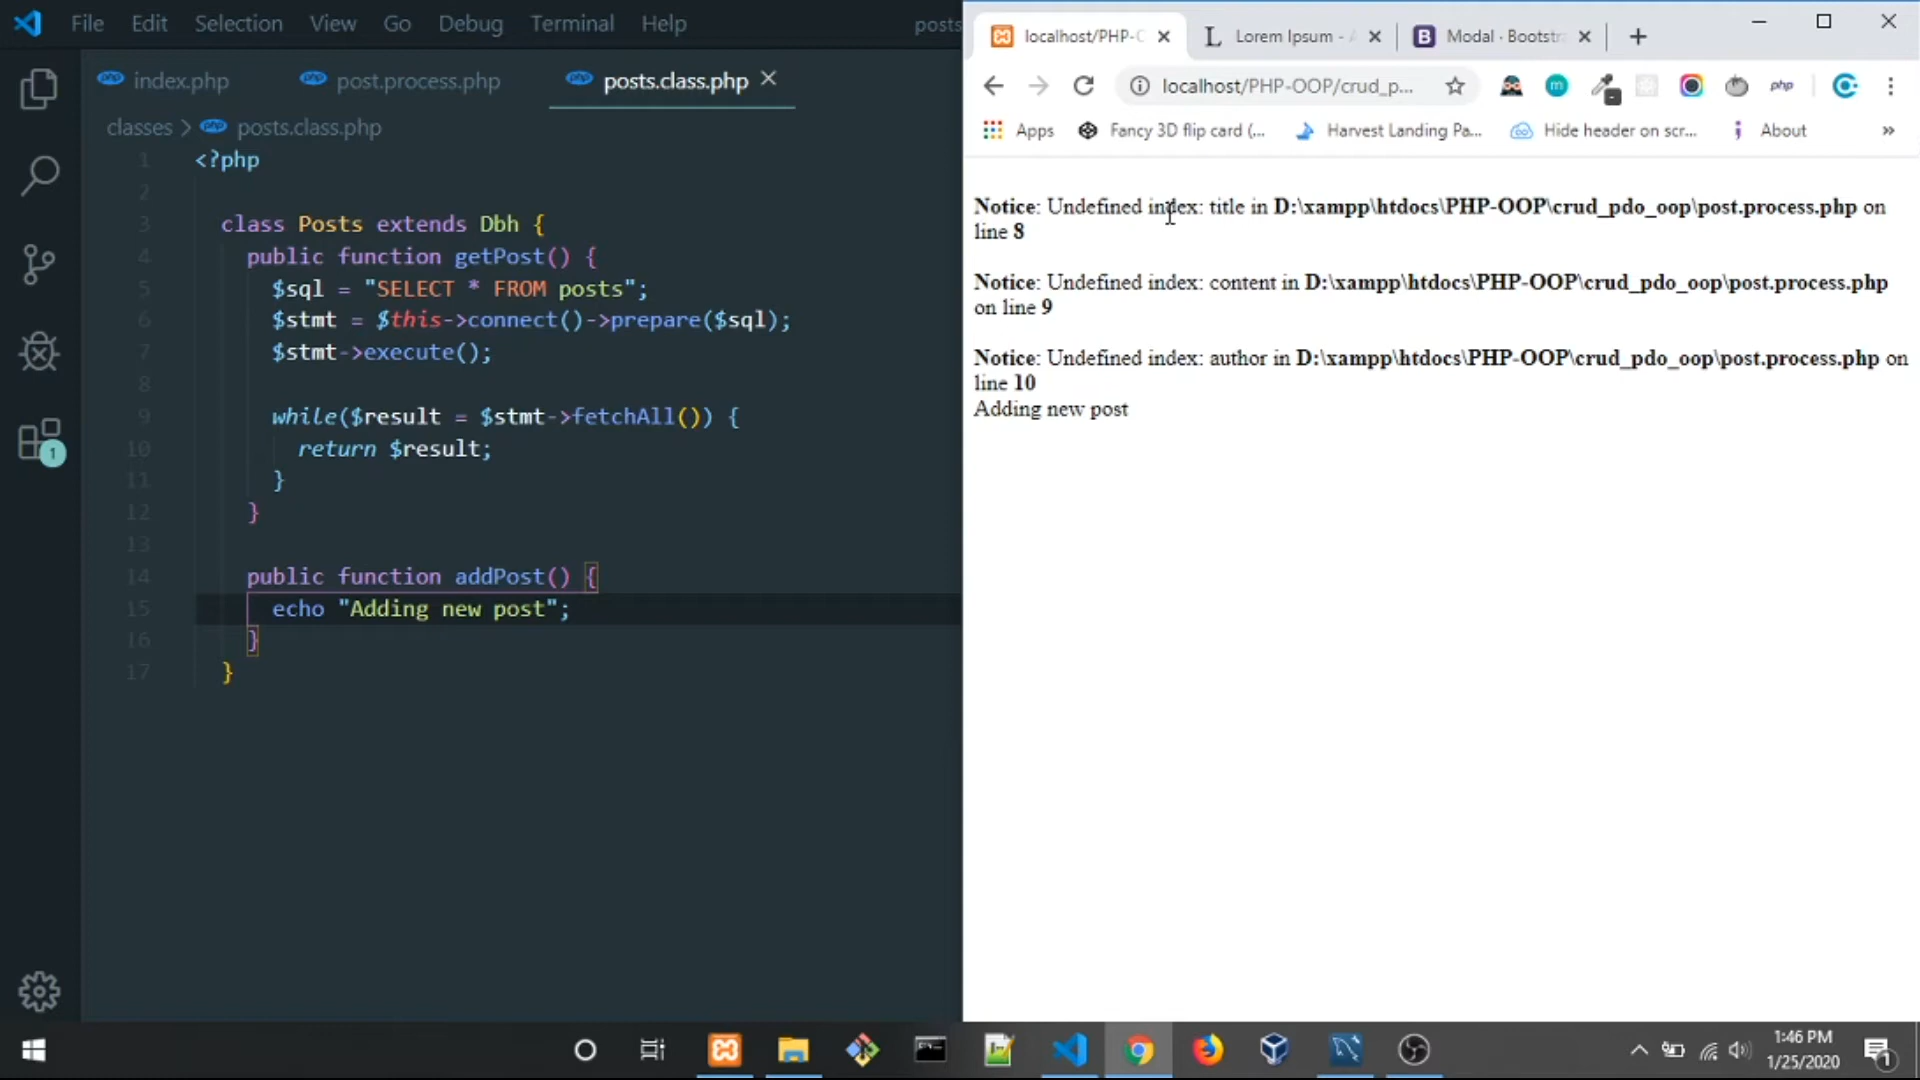 File Edit Selection View Go Debug Terminal Help posts
index.php post.process.php posts.class.php
classes > posts.class.php
1 <?php
2
3 class Posts extends Dbh {
4 public function getPost() {
5 $sql = "SELECT * FROM posts";
6 $stmt = $this->connect()->prepare($sql);
7 $stmt->execute();
8
9 while($result = $stmt->fetchAll()) {
10 return $result;
11 }
12 }
13
14 public function addPost() {
15 echo "Adding new post";
16 }
17 }
1
localhost/PHP-O Lorem Ipsum - A Modal · Bootstr
localhost/PHP-OOP/crud_p... php
Apps Fancy 3D flip card (... Harvest Landing Pa... Hide header on scr... About »
Notice: Undefined index: title in D:\xampp\htdocs\PHP-OOP\crud_pdo_oop\post.process.php on
line 8
Notice: Undefined index: content in D:\xampp\htdocs\PHP-OOP\crud_pdo_oop\post.process.php
on line 9
Notice: Undefined index: author in D:\xampp\htdocs\PHP-OOP\crud_pdo_oop\post.process.php on
line 10
Adding new post
1:46 PM
1/25/2020
1